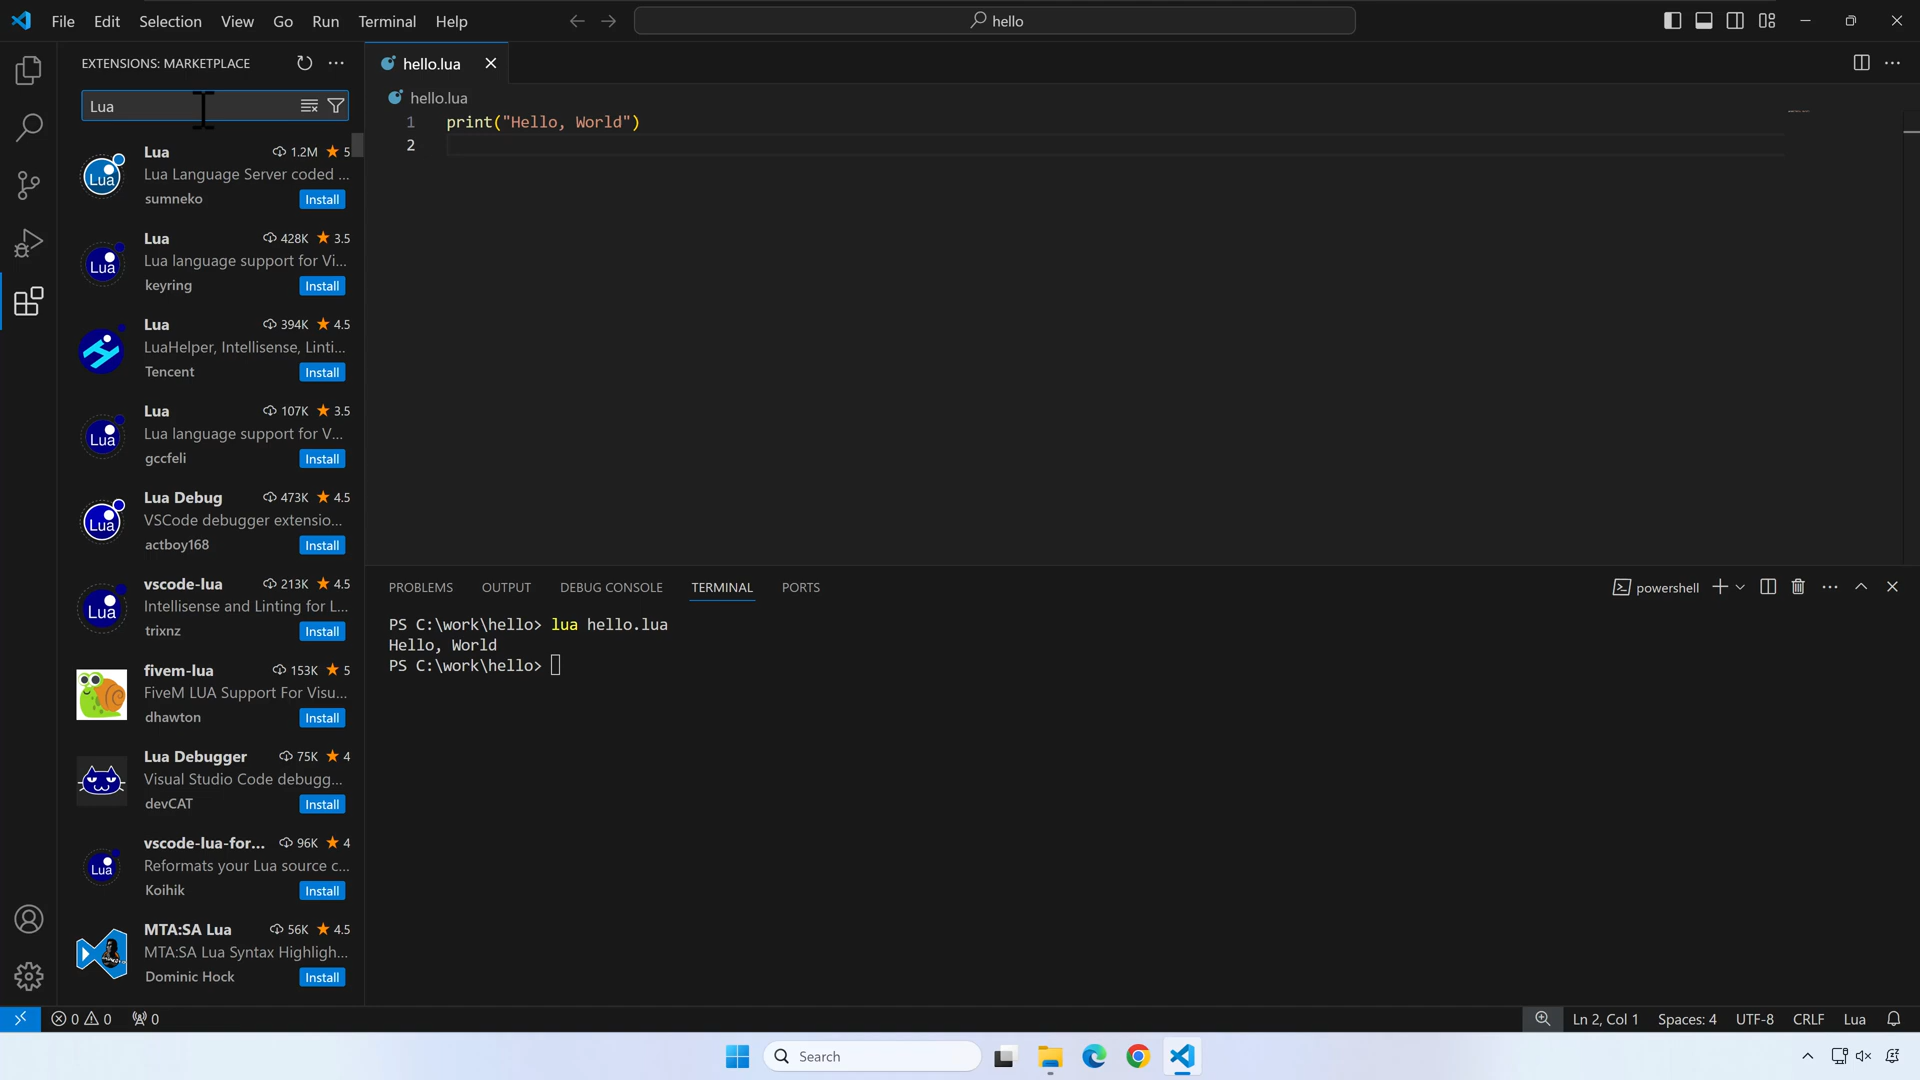 File Edit Selection View Go Run Terminal Help
hello
EXTENSIONS: MARKETPLACE
Lua
Lua 1.2M 5
Lua Language Server coded ...
sumneko Install
Lua 428K 3.5
Lua language support for Vi...
keyring Install
Lua 394K 4.5
LuaHelper, Intellisense, Linti...
Tencent Install
Lua 107K 3.5
Lua language support for V...
gccfeli Install
Lua Debug 473K 4.5
VSCode debugger extensio...
actboy168 Install
vscode-lua 213K 4.5
Intellisense and Linting for L...
trixnz Install
fivem-lua 153K 5
FiveM LUA Support For Visu...
dhawton Install
Lua Debugger 75K 4
Visual Studio Code debugg...
devCAT Install
vscode-lua-for... 96K 4
Reformats your Lua source c...
Koihik Install
MTA:SA Lua 56K 4.5
MTA:SA Lua Syntax Highligh...
Dominic Hock Install
Lua
Lua
Lua
Lua
Lua
Lua
hello.lua
hello.lua
1 print("Hello, World")
2
PROBLEMS OUTPUT DEBUG CONSOLE TERMINAL PORTS
powershell
PS C:\work\hello> lua hello.lua
Hello, World
PS C:\work\hello>
0 0 0
Ln 2, Col 1 Spaces: 4 UTF-8 CRLF Lua
Search